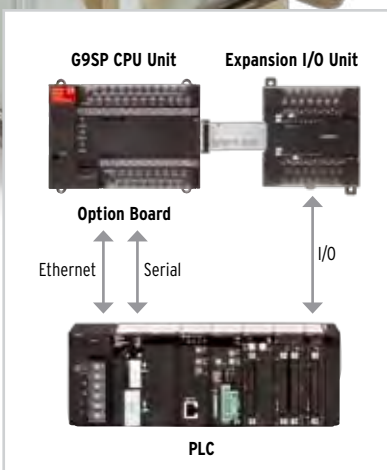 G9SP CPU Unit
Expansion I/O Unit
Option Board
Ethernet
Serial
I/O
PLC